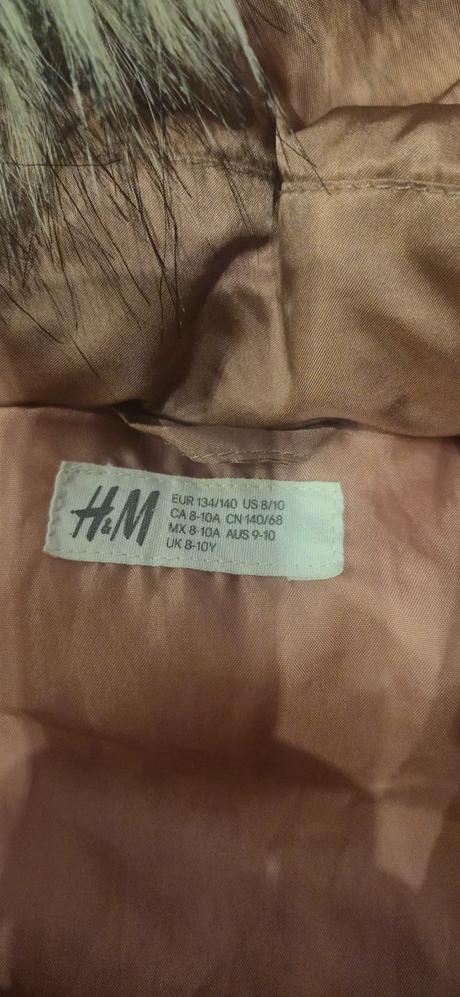 H&M
EUR 134/140 US 8/10
CA 8-10A CN 140/68
MX 8-10A AUS 9-10
UK 8-10Y